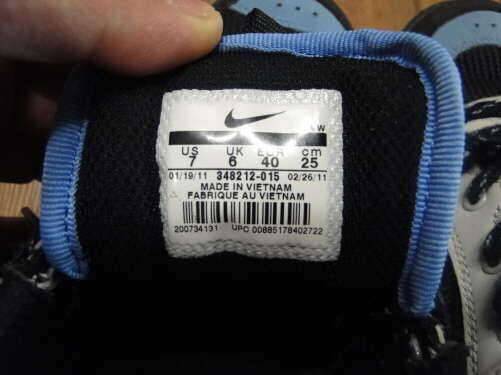 US UK EUR cm
7 6 40 25
01/19/11 348212-015 02/26/11
MADE IN VIETNAM
FABRIQUE AU VIETNAM
200734131 UPC 00885178402722